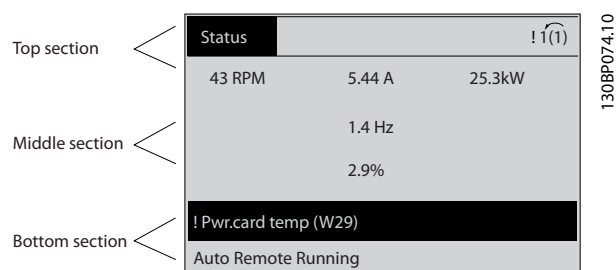 Top section
Status
! 1(1)
43 RPM 5.44 A 25.3kW
Middle section
1.4 Hz
2.9%
Bottom section
! Pwr.card temp (W29)
Auto Remote Running
130BP074.10